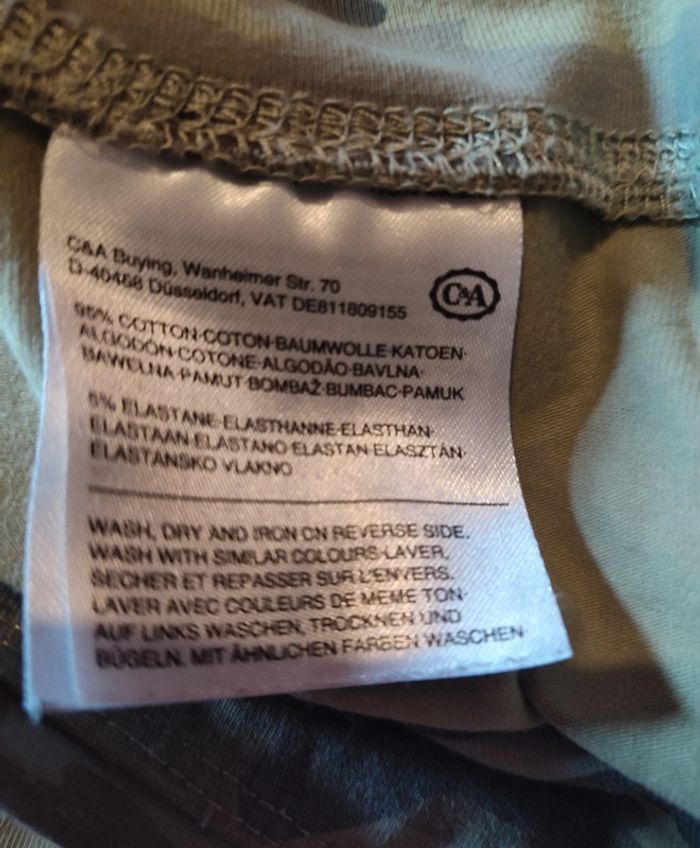 C&A Buying, Wanheimer Str. 70
D-40468 Düsseldorf, VAT DE811809155
C&A
95% COTTON·COTON·BAUMWOLLE·KATOEN·
ALGODÓN·COTONE·ALGODÃO·BAVLNA·
BAWEŁNA·PAMUT·BOMBAŽ·BUMBAC·PAMUK
5% ELASTANE·ELASTHANNE·ELASTHAN·
ELASTAAN·ELASTANO·ELASTAN·ELASZTÁN·
ELASTANSKO VLAKNO
WASH, DRY AND IRON ON REVERSE SIDE.
WASH WITH SIMILAR COLOURS·LAVER,
SECHER ET REPASSER SUR L'ENVERS.
LAVER AVEC COULEURS DE MEME TON·
AUF LINKS WASCHEN, TROCKNEN UND
BÜGELN. MIT ÄHNLICHEN FARBEN WASCHEN·